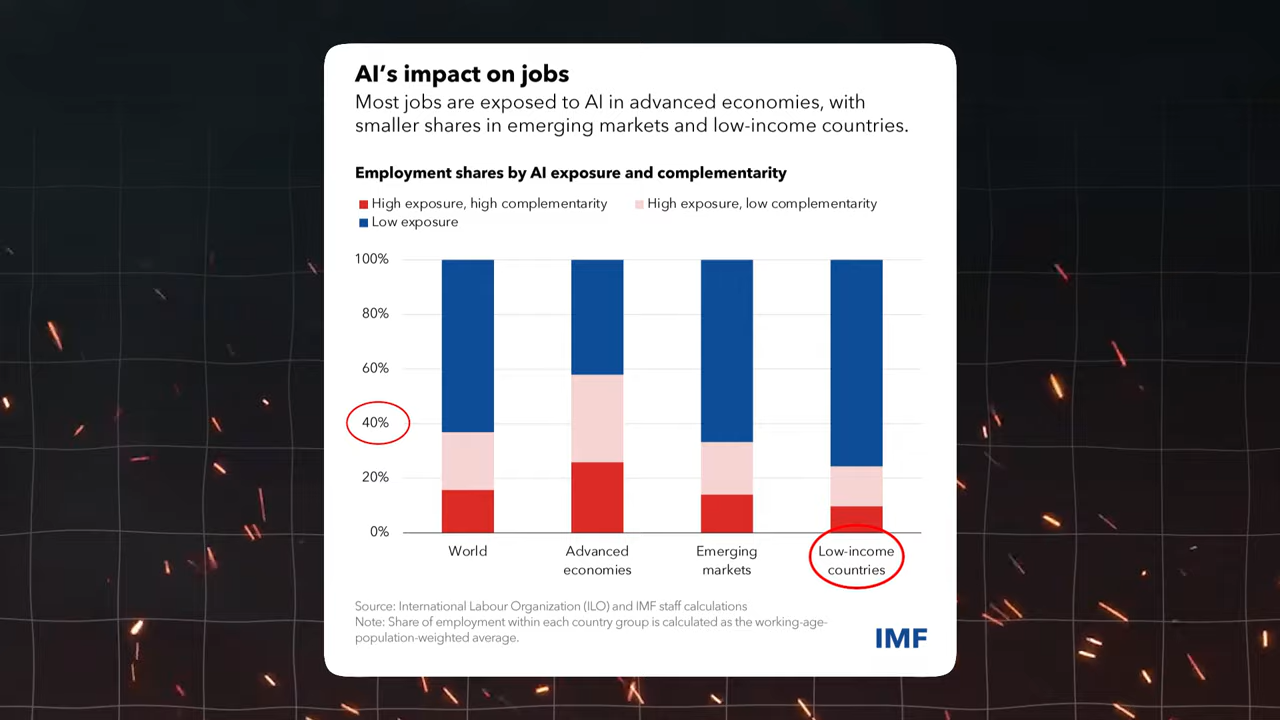 AI’s impact on jobs
Most jobs are exposed to AI in advanced economies, with
smaller shares in emerging markets and low-income countries.
Employment shares by AI exposure and complementarity
High exposure, high complementarity
High exposure, low complementarity
Low exposure
100%
80%
60%
40%
20%
0%
World
Advanced
economies
Emerging
markets
Low-income
countries
Source: International Labour Organization (ILO) and IMF staff calculations
Note: Share of employment within each country group is calculated as the working-age-
population-weighted average.
IMF